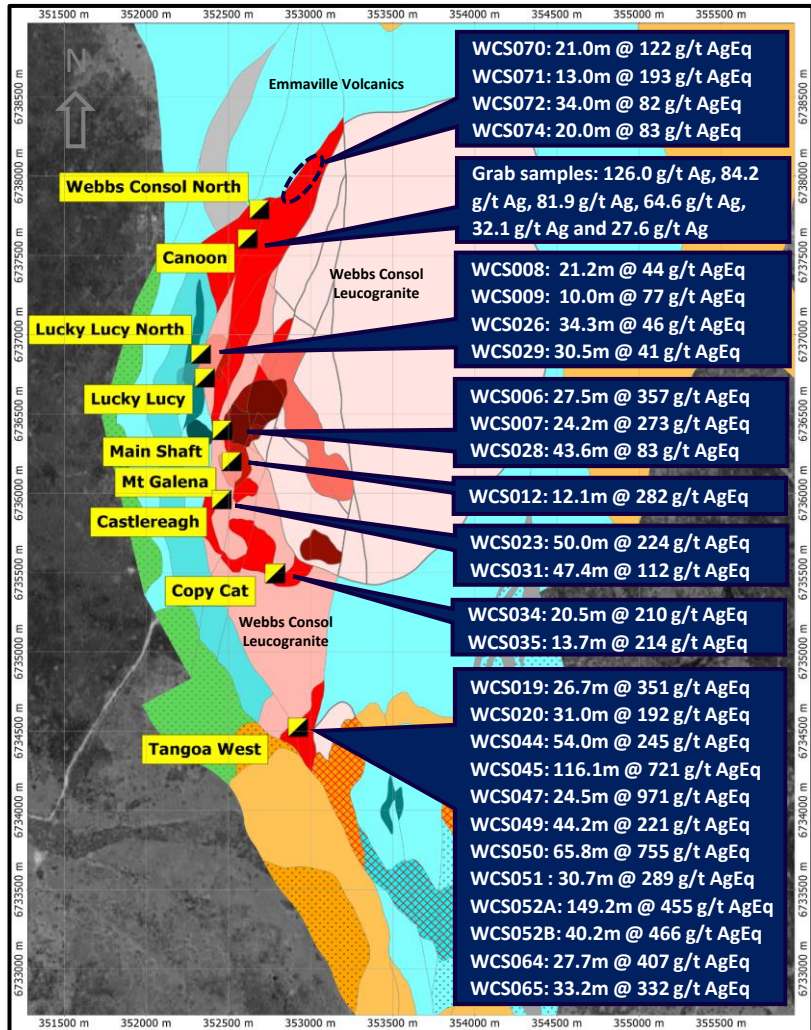 351500 m 352000 m 352500 m 353000 m 353500 m 354000 m 354500 m 355000 m 355500 m
N
6738500 m
6738000 m
6737500 m
6737000 m
6736500 m
6736000 m
6735500 m
6735000 m
6734500 m
6734000 m
6733500 m
6733000 m
Emmaville Volcanics
Webbs Consol North
Canoon
Webbs Consol
Leucogranite
Lucky Lucy North
Lucky Lucy
Main Shaft
Mt Galena
Castlereagh
Copy Cat
Webbs Consol
Leucogranite
Tangoa West
WCS070: 21.0m @ 122 g/t AgEq
WCS071: 13.0m @ 193 g/t AgEq
WCS072: 34.0m @ 82 g/t AgEq
WCS074: 20.0m @ 83 g/t AgEq
Grab samples: 126.0 g/t Ag, 84.2
g/t Ag, 81.9 g/t Ag, 64.6 g/t Ag,
32.1 g/t Ag and 27.6 g/t Ag
WCS008: 21.2m @ 44 g/t AgEq
WCS009: 10.0m @ 77 g/t AgEq
WCS026: 34.3m @ 46 g/t AgEq
WCS029: 30.5m @ 41 g/t AgEq
WCS006: 27.5m @ 357 g/t AgEq
WCS007: 24.2m @ 273 g/t AgEq
WCS028: 43.6m @ 83 g/t AgEq
WCS012: 12.1m @ 282 g/t AgEq
WCS023: 50.0m @ 224 g/t AgEq
WCS031: 47.4m @ 112 g/t AgEq
WCS034: 20.5m @ 210 g/t AgEq
WCS035: 13.7m @ 214 g/t AgEq
WCS019: 26.7m @ 351 g/t AgEq
WCS020: 31.0m @ 192 g/t AgEq
WCS044: 54.0m @ 245 g/t AgEq
WCS045: 116.1m @ 721 g/t AgEq
WCS047: 24.5m @ 971 g/t AgEq
WCS049: 44.2m @ 221 g/t AgEq
WCS050: 65.8m @ 755 g/t AgEq
WCS051 : 30.7m @ 289 g/t AgEq
WCS052A: 149.2m @ 455 g/t AgEq
WCS052B: 40.2m @ 466 g/t AgEq
WCS064: 27.7m @ 407 g/t AgEq
WCS065: 33.2m @ 332 g/t AgEq
351500 m 352000 m 352500 m 353000 m 353500 m 354000 m 354500 m 355000 m 355500 m